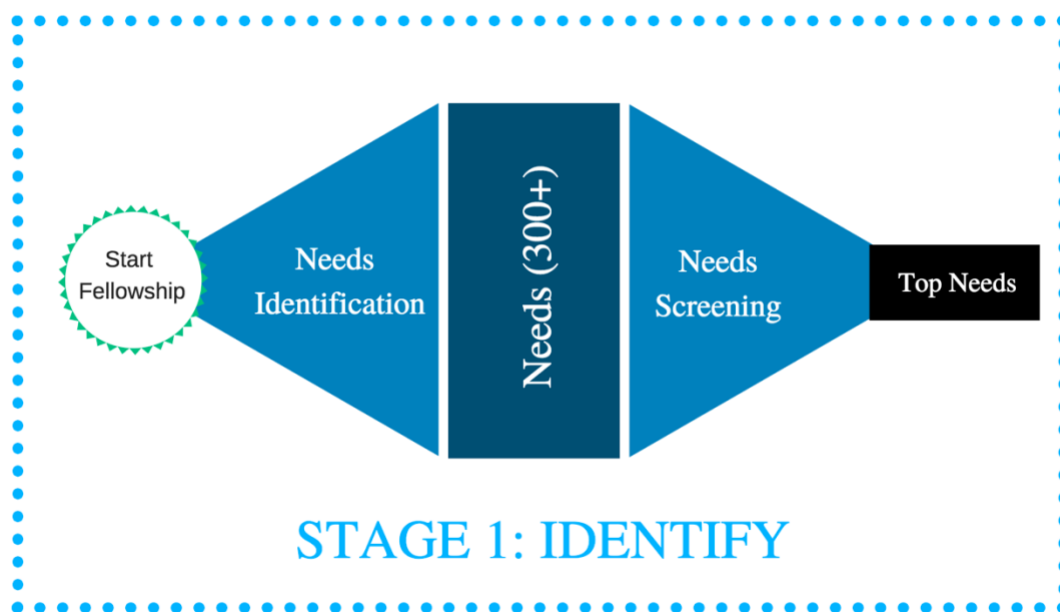 Start
Fellowship
Needs
Identification
Needs (300+)
Needs
Screening
Top Needs
STAGE 1: IDENTIFY